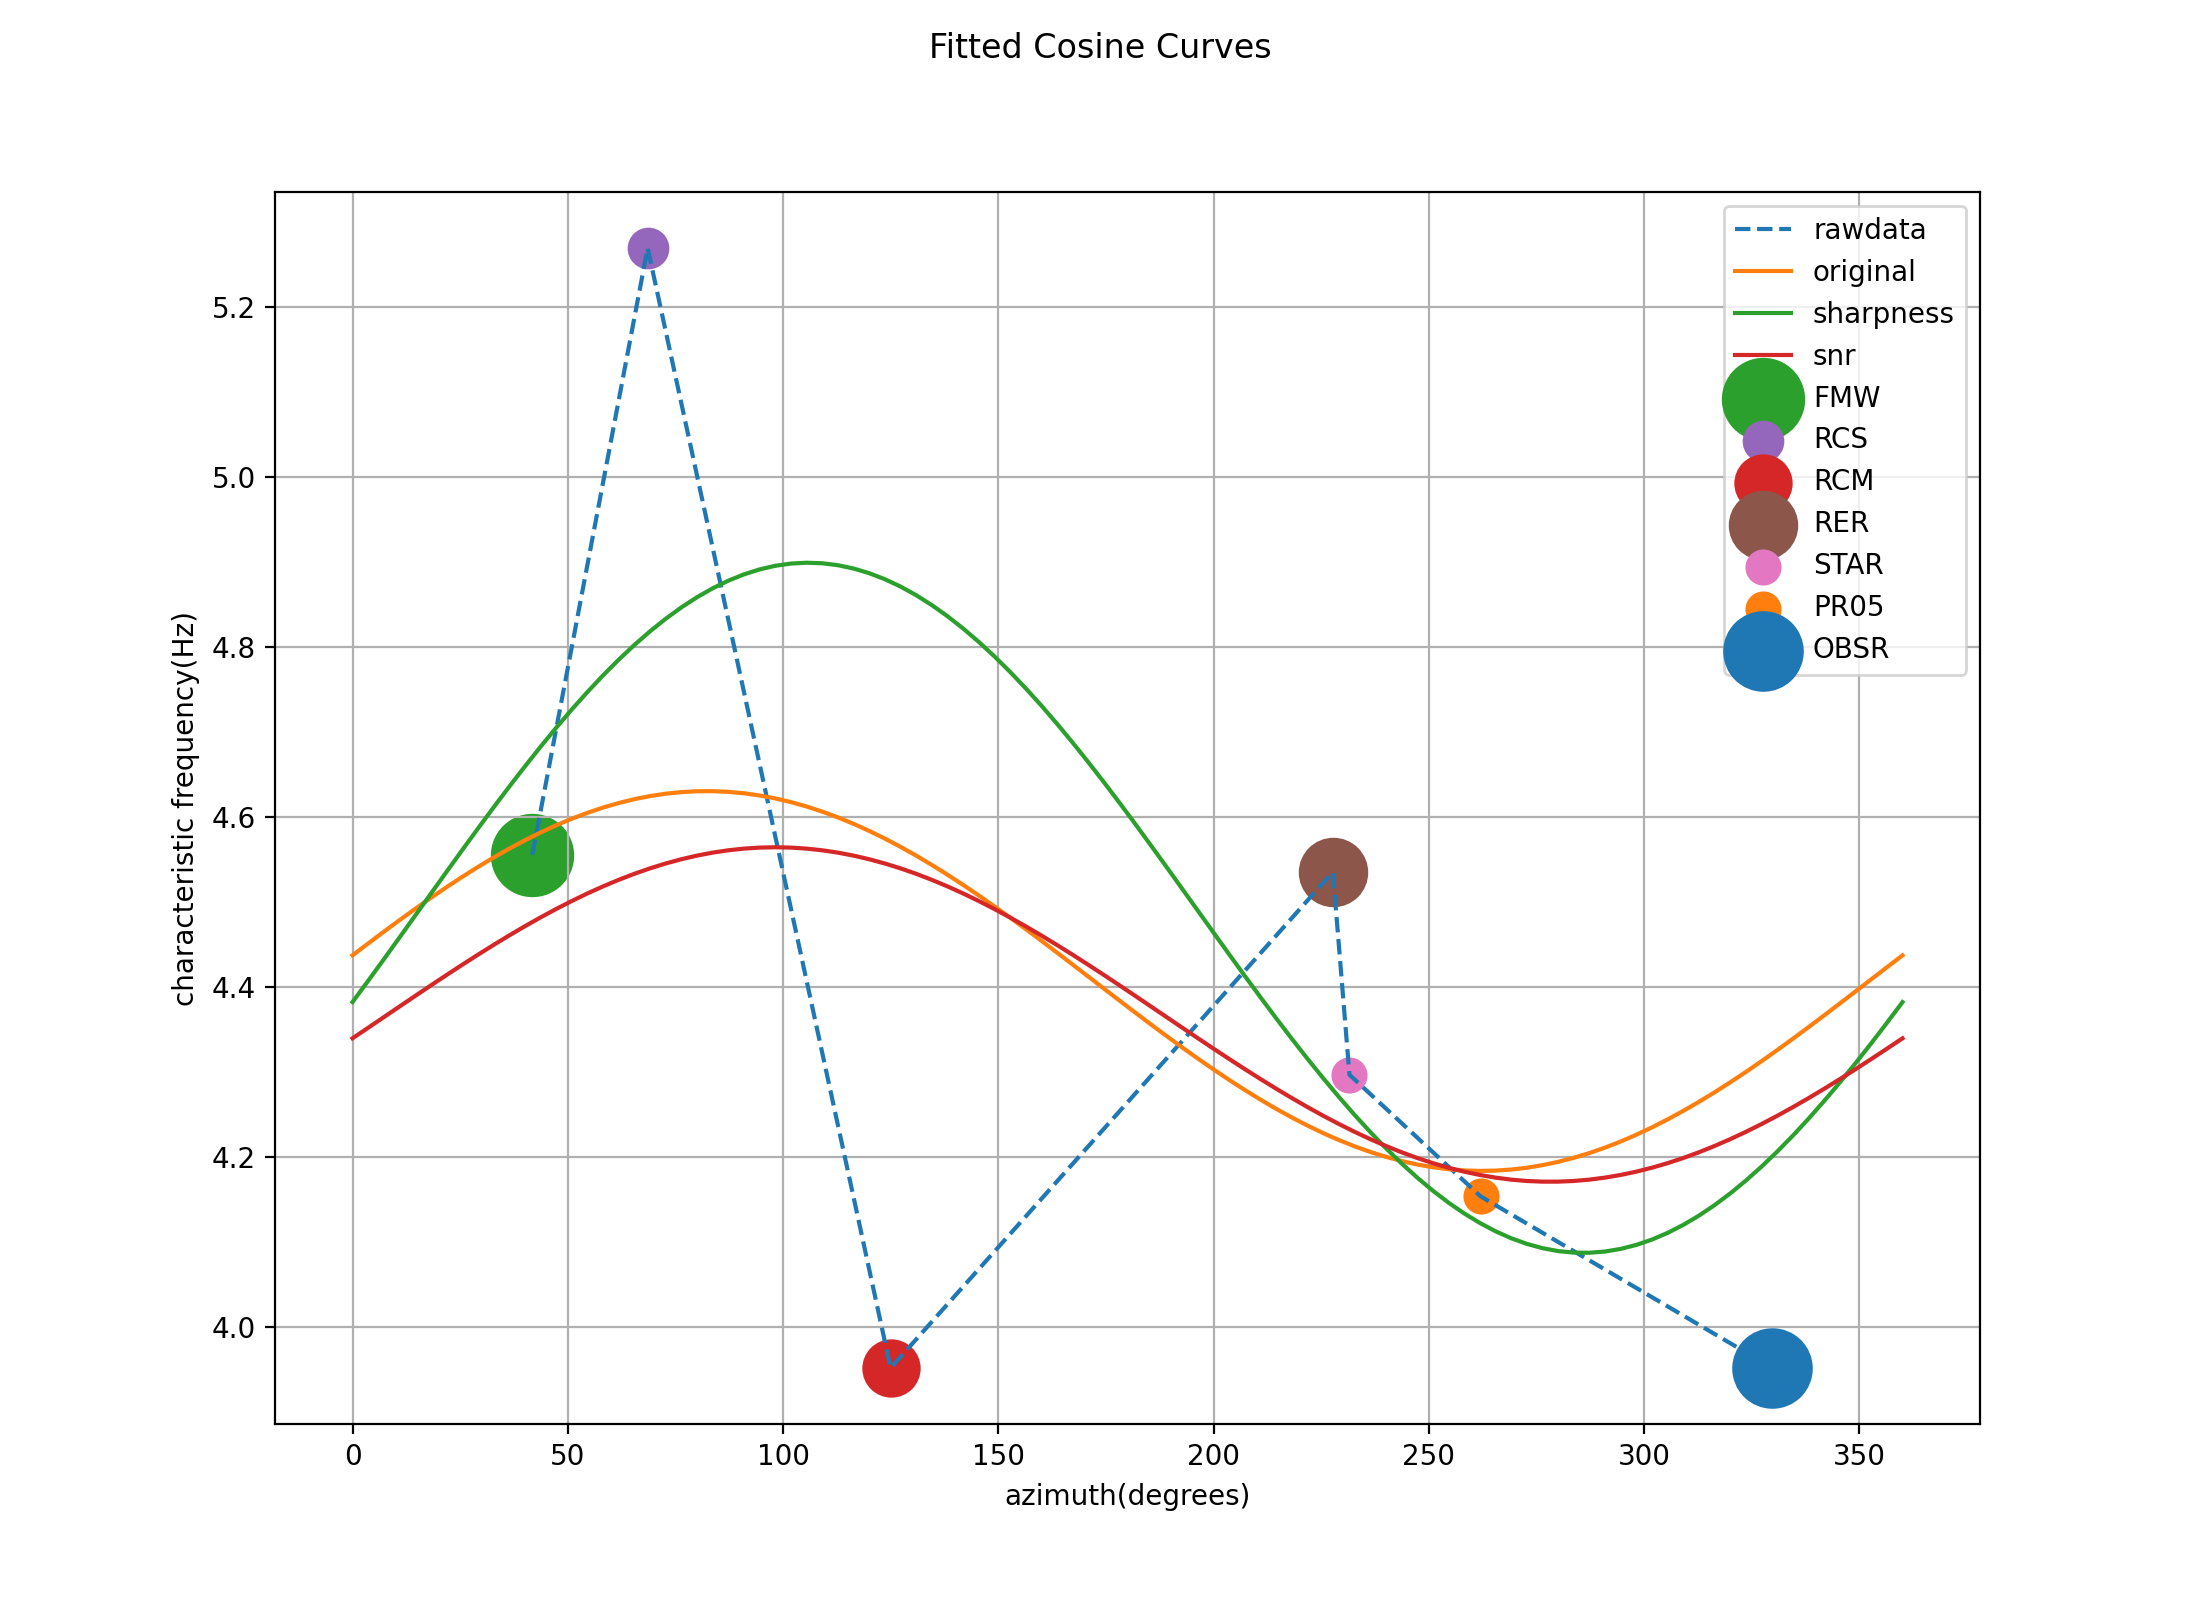 Fitted Cosine Curves
characteristic frequency(Hz)
5.2
5.0
4.8
4.6
4.4
4.2
4.0
rawdata
original
sharpness
snr
FMW
RCS
RCM
RER
STAR
PR05
OBSR
0 50 100 150 200 250 300 350
azimuth(degrees)